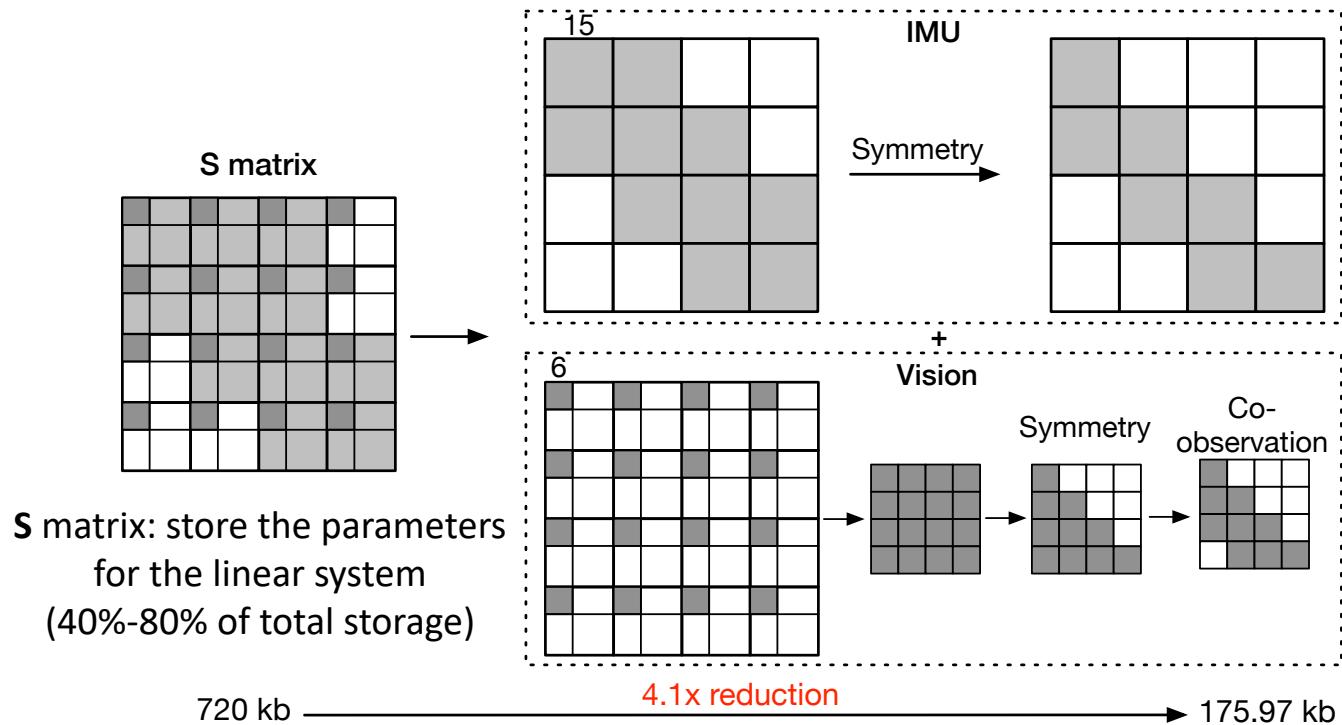 15
IMU
Symmetry
S matrix
+
6
Vision
Symmetry
Co-
observation
S matrix: store the parameters
for the linear system
(40%-80% of total storage)
4.1x reduction
720 kb
175.97 kb